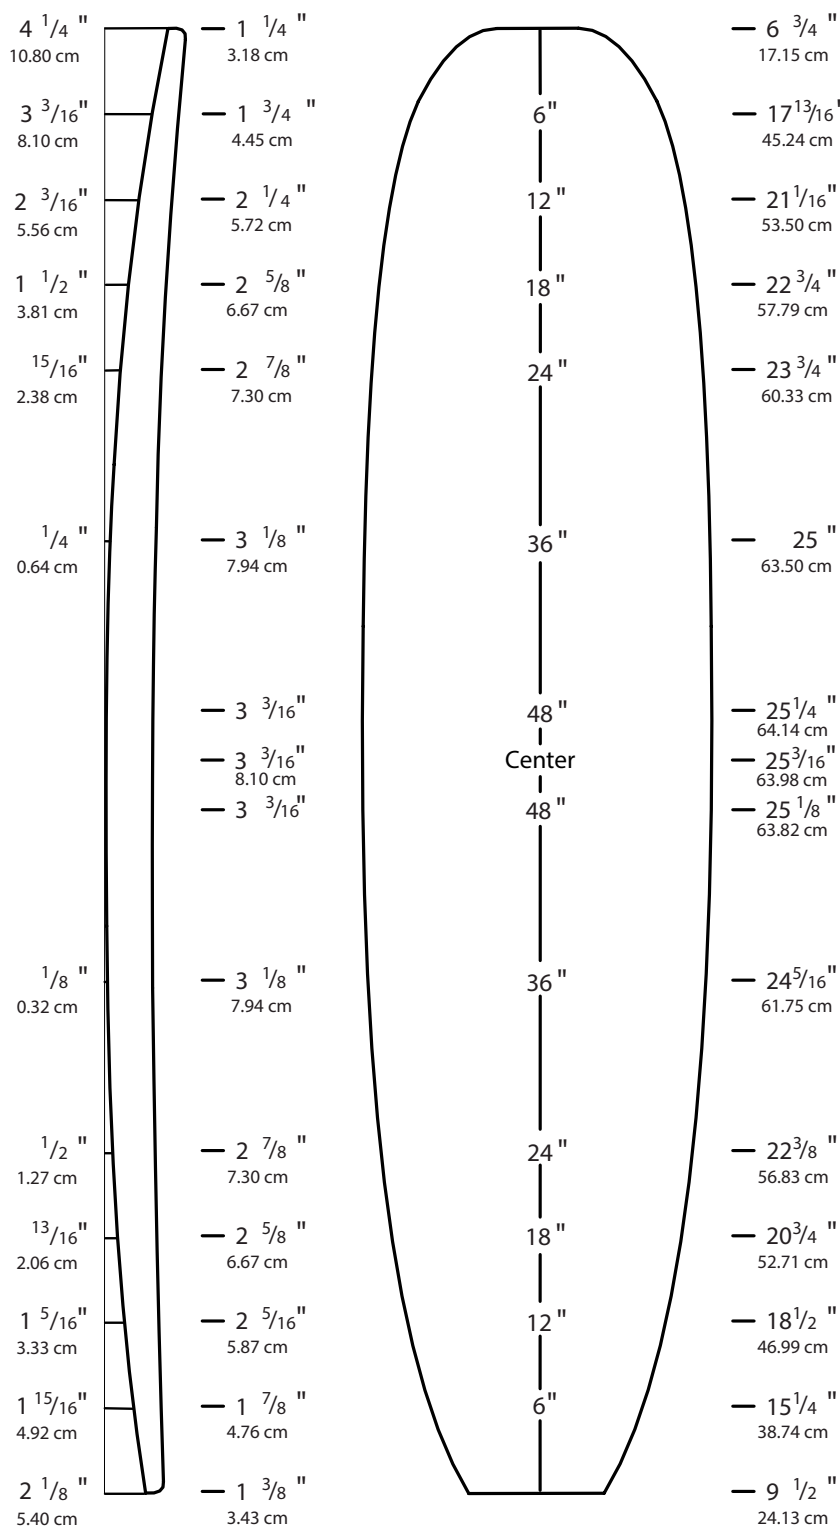 4 1/4 " 1 1/4 " 6 3/4 "
10.80 cm 3.18 cm 17.15 cm
3 3/16" 1 3/4 " 6" 17 13/16"
8.10 cm 4.45 cm 45.24 cm
2 3/16" 2 1/4 " 12" 21 1/16"
5.56 cm 5.72 cm 53.50 cm
1 1/2 " 2 5/8 " 18" 22 3/4 "
3.81 cm 6.67 cm 57.79 cm
15/16" 2 7/8 " 24" 23 3/4 "
2.38 cm 7.30 cm 60.33 cm
1/4 " 3 1/8 " 36" 25 "
0.64 cm 7.94 cm 63.50 cm
3 3/16" 48" 25 1/4 "
64.14 cm
3 3/16" Center 25 3/16"
8.10 cm 63.98 cm
3 3/16" 48" 25 1/8 "
63.82 cm
1/8 " 3 1/8 " 36" 24 5/16"
0.32 cm 7.94 cm 61.75 cm
1/2 " 2 7/8 " 24" 22 3/8 "
1.27 cm 7.30 cm 56.83 cm
13/16" 2 5/8 " 18" 20 3/4 "
2.06 cm 6.67 cm 52.71 cm
1 5/16" 2 5/16" 12" 18 1/2 "
3.33 cm 5.87 cm 46.99 cm
1 15/16" 1 7/8 " 6" 15 1/4 "
4.92 cm 4.76 cm 38.74 cm
2 1/8 " 1 3/8 " 9 1/2 "
5.40 cm 3.43 cm 24.13 cm